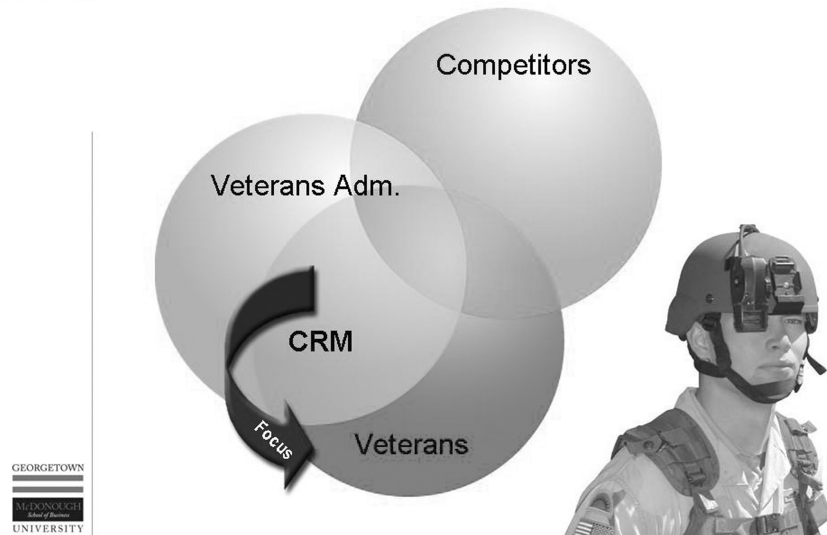 Competitors
Veterans Adm.
CRM
Focus
Veterans
GEORGETOWN
McDONOUGH
School of Business
UNIVERSITY